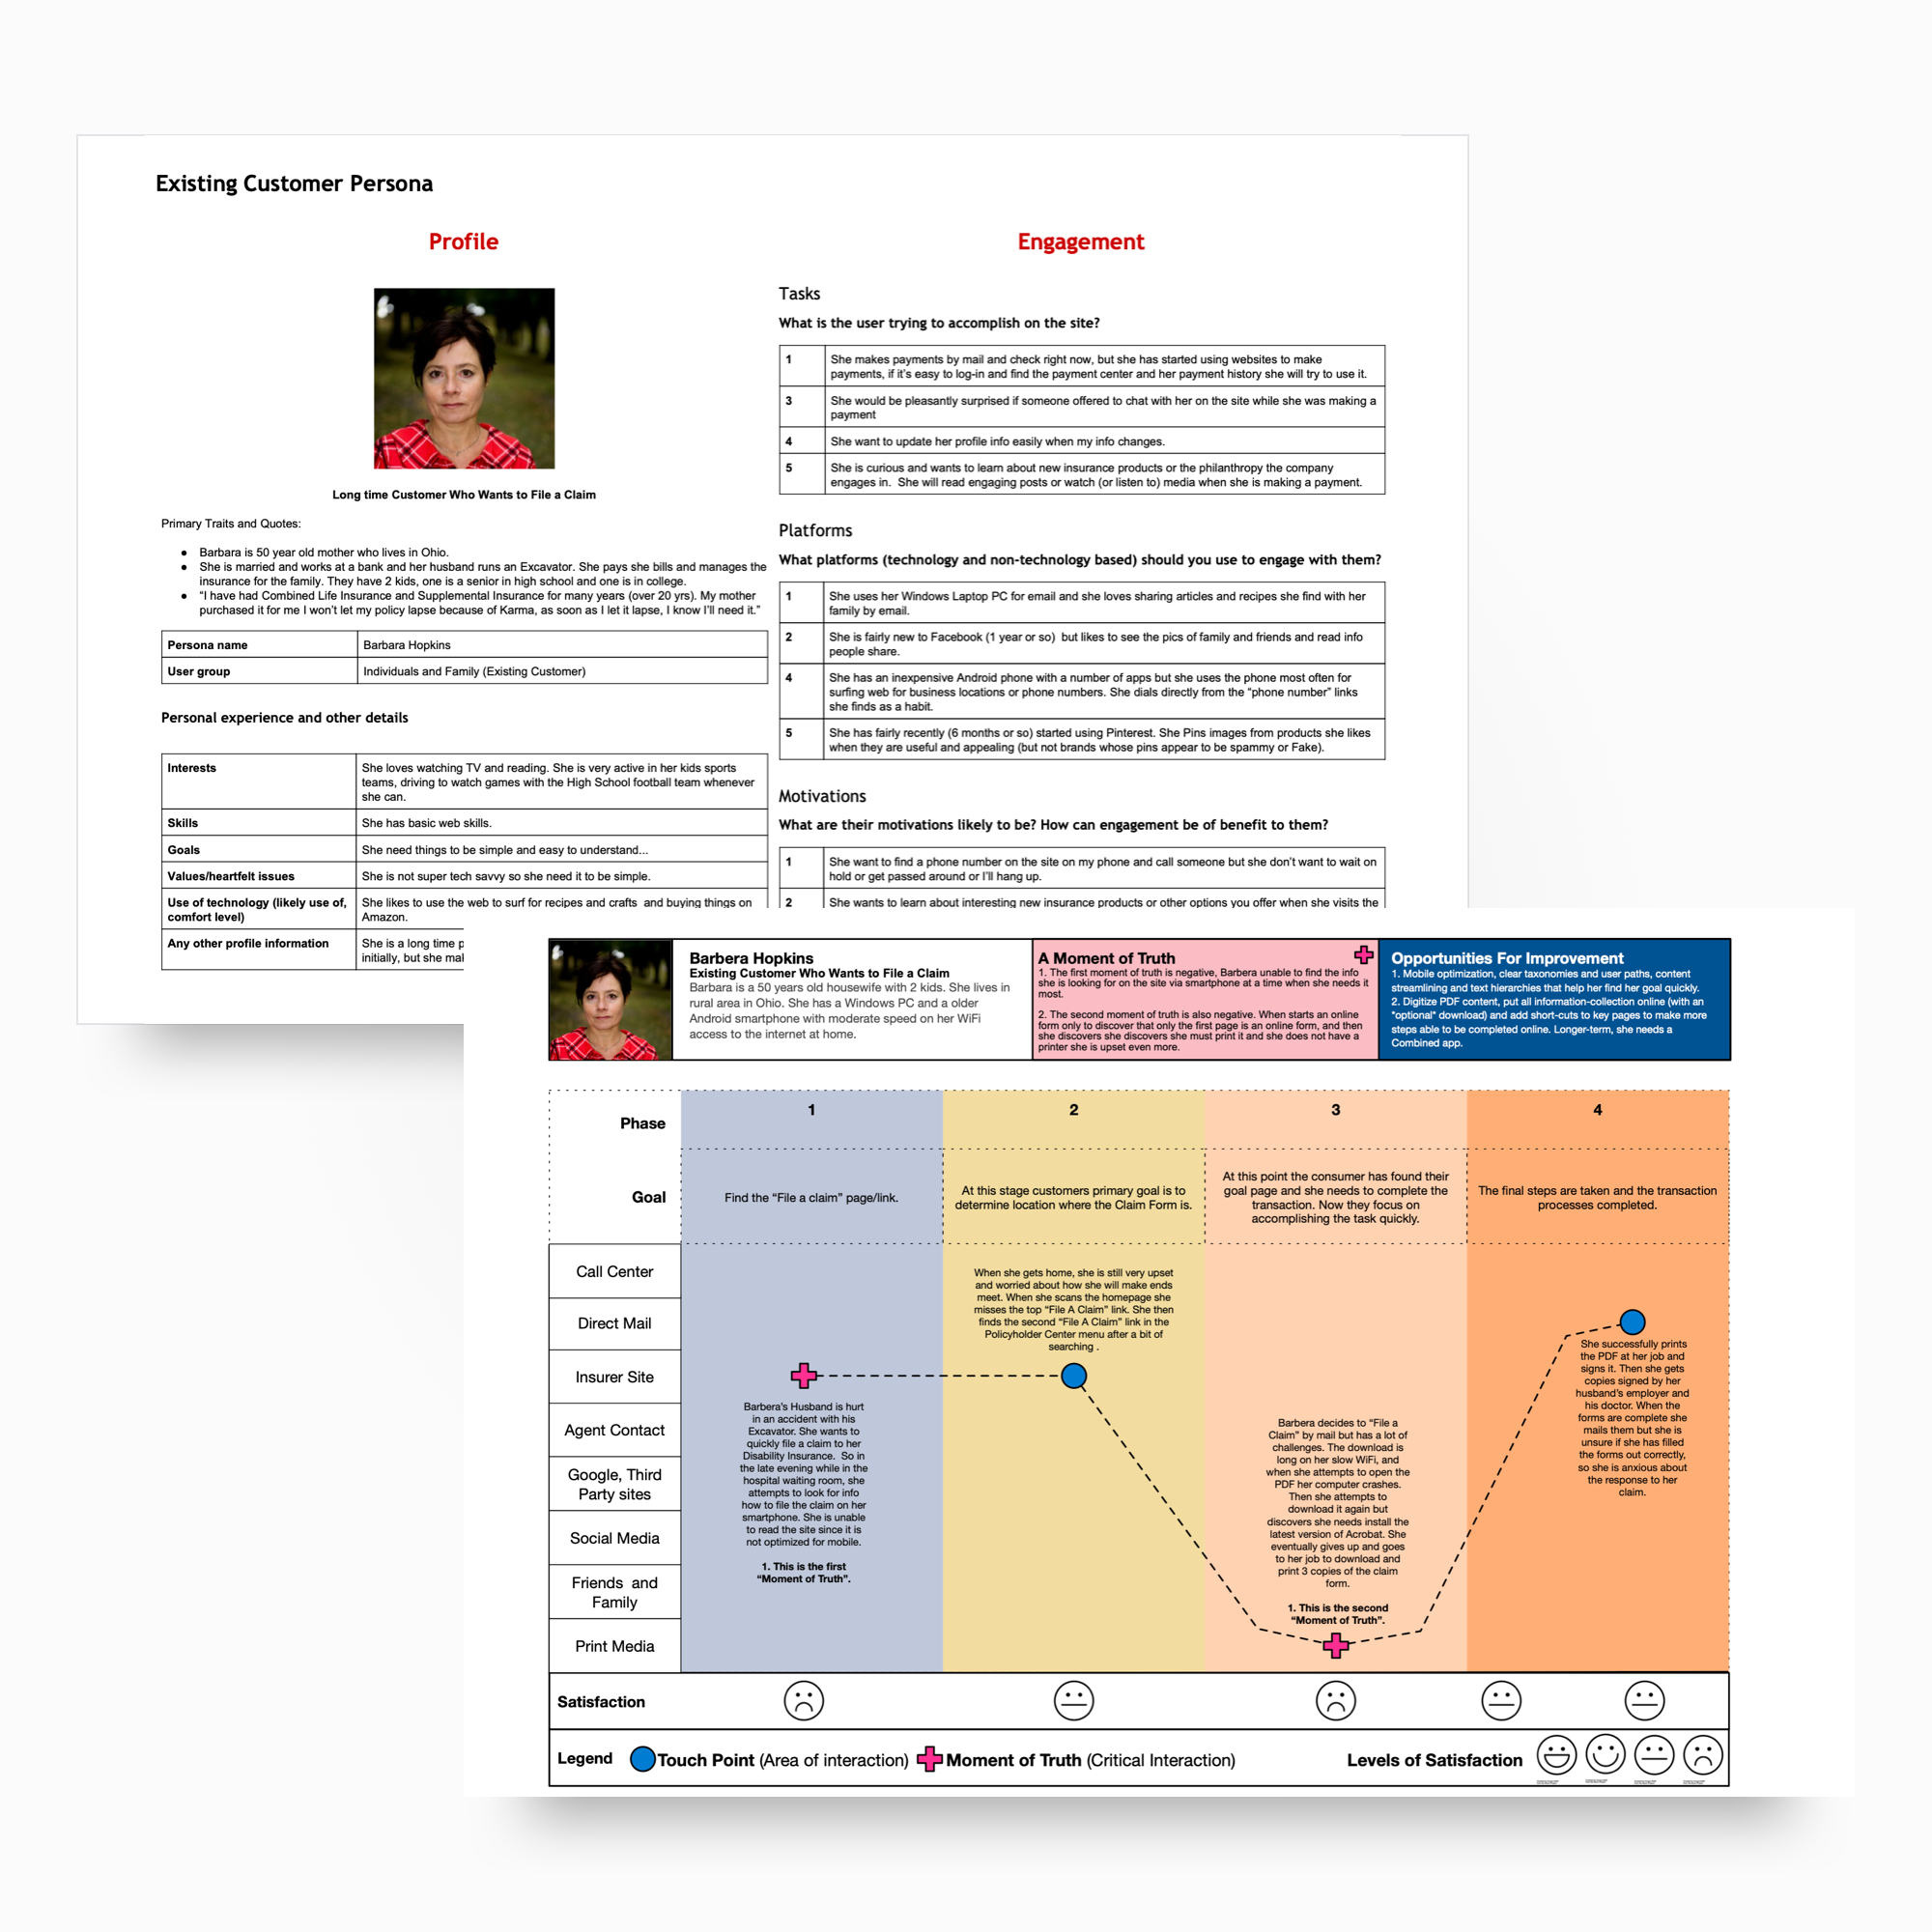 Existing Customer Persona
Profile
Long time Customer Who Wants to File a Claim
Primary Traits and Quotes:
● Barbara is 50 year old mother who lives in Ohio.
● She is married and works at a bank and her husband runs an Excavator. She pays she bills and manages the
insurance for the family. They have 2 kids, one is a senior in high school and one is in college.
● “I have had Combined Life Insurance and Supplemental Insurance for many years (over 20 yrs). My mother
purchased it for me I won’t let my policy lapse because of Karma, as soon as I let it lapse, I know I’ll need it.”
Persona name Barbara Hopkins
User group Individuals and Family (Existing Customer)
Personal experience and other details
Interests She loves watching TV and reading. She is very active in her kids sports
teams, driving to watch games with the High School football team whenever
she can.
Skills She has basic web skills.
Goals She need things to be simple and easy to understand...
Values/heartfelt issues She is not super tech savvy so she need it to be simple.
Use of technology (likely use of, She likes to use the web to surf for recipes and crafts and buying things on
comfort level) Amazon.
Any other profile information She is a long time p
initially, but she mak
Engagement
Tasks
What is the user trying to accomplish on the site?
1 She makes payments by mail and check right now, but she has started using websites to make
payments, if it’s easy to log-in and find the payment center and her payment history she will try to use it.
3 She would be pleasantly surprised if someone offered to chat with her on the site while she was making a
payment
4 She want to update her profile info easily when my info changes.
5 She is curious and wants to learn about new insurance products or the philanthropy the company
engages in. She will read engaging posts or watch (or listen to) media when she is making a payment.
Platforms
What platforms (technology and non-technology based) should you use to engage with them?
1 She uses her Windows Laptop PC for email and she loves sharing articles and recipes she find with her
family by email.
2 She is fairly new to Facebook (1 year or so) but likes to see the pics of family and friends and read info
people share.
4 She has an inexpensive Android phone with a number of apps but she uses the phone most often for
surfing web for business locations or phone numbers. She dials directly from the “phone number” links
she finds as a habit.
5 She has fairly recently (6 months or so) started using Pinterest. She Pins images from products she likes
when they are useful and appealing (but not brands whose pins appear to be spammy or Fake).
Motivations
What are their motivations likely to be? How can engagement be of benefit to them?
1 She want to find a phone number on the site on my phone and call someone but she don’t want to wait on
hold or get passed around or I’ll hang up.
2 She wants to learn about interesting new insurance products or other options you offer when she visits the
Barbera Hopkins
Existing Customer Who Wants to File a Claim
Barbara is a 50 years old housewife with 2 kids. She lives in
rural area in Ohio. She has a Windows PC and a older
Android smartphone with moderate speed on her WiFi
access to the internet at home.
A Moment of Truth
1. The first moment of truth is negative, Barbera unable to find the info
she is looking for on the site via smartphone at a time when she needs it
most.
2. The second moment of truth is also negative. When starts an online
form only to discover that only the first page is an online form, and then
she discovers she discovers she must print it and she does not have a
printer she is upset even more.
Opportunities For Improvement
1. Mobile optimization, clear taxonomies and user paths, content
streamlining and text hierarchies that help her find her goal quickly.
2. Digitize PDF content, put all information-collection online (with an
*optional* download) and add short-cuts to key pages to make more
steps able to be completed online. Longer-term, she needs a
Combined app.
Phase 1 2 3 4
Goal
Find the “File a claim” page/link.
At this stage customers primary goal is to
determine location where the Claim Form is.
At this point the consumer has found their
goal page and she needs to complete the
transaction. Now they focus on
accomplishing the task quickly.
The final steps are taken and the transaction
processes completed.
Call Center
Direct Mail
Insurer Site
Agent Contact
Google, Third
Party sites
Social Media
Friends and
Family
Print Media
Barbera’s Husband is hurt
in an accident with his
Excavator. She wants to
quickly file a claim to her
Disability Insurance. So in
the late evening while in the
hospital waiting room, she
attempts to look for info
how to file the claim on her
smartphone. She is unable
to read the site since it is
not optimized for mobile.
1. This is the first
“Moment of Truth”.
When she gets home, she is still very upset
and worried about how she will make ends
meet. When she scans the homepage she
misses the top “File A Claim” link. She then
finds the second “File A Claim” link in the
Policyholder Center menu after a bit of
searching .
Barbera decides to “File a
Claim” by mail but has a lot of
challenges. The download is
long on her slow WiFi, and
when she attempts to open the
PDF her computer crashes.
Then she attempts to
download it again but
discovers she needs install the
latest version of Acrobat. She
eventually gives up and goes
to her job to download and
print 3 copies of the claim
form.
1. This is the second
“Moment of Truth”.
She successfully prints
the PDF at her job and
signs it. Then she gets
copies signed by her
husband’s employer and
his doctor. When the
forms are complete she
mails them but she is
unsure if she has filled
the forms out correctly,
so she is anxious about
the response to her
claim.
Satisfaction
Legend Touch Point (Area of interaction) Moment of Truth (Critical Interaction) Levels of Satisfaction